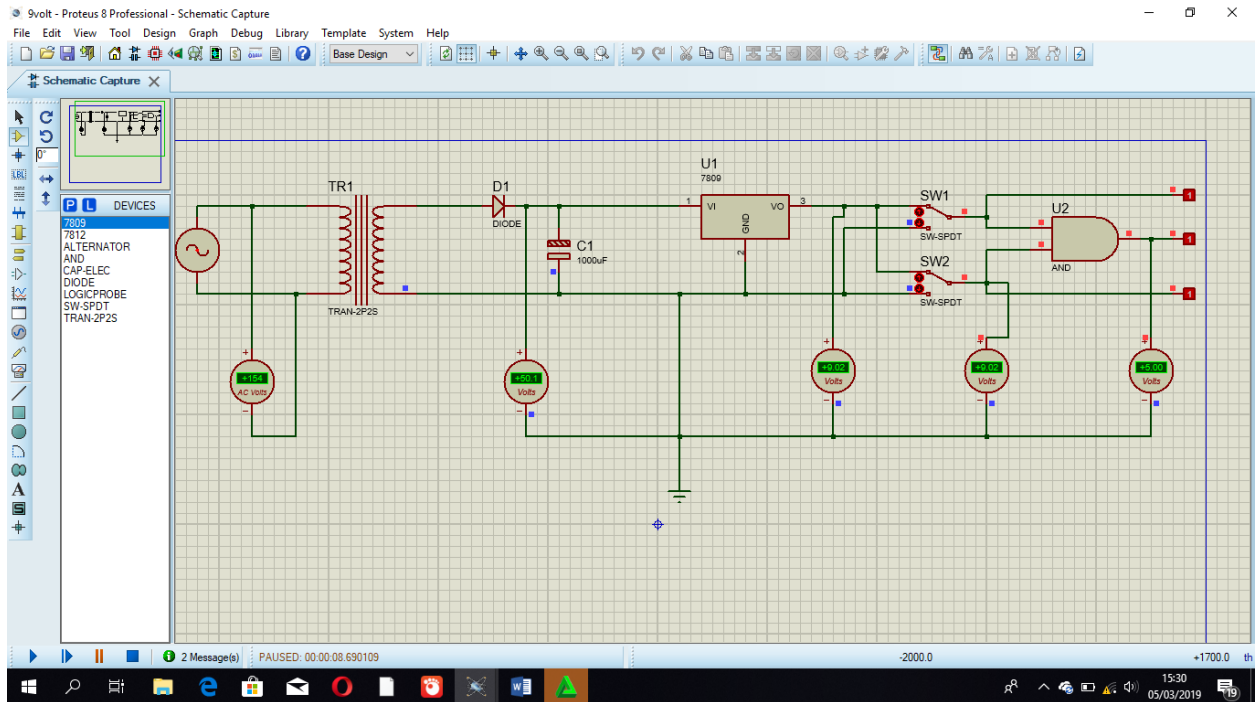 9volt - Proteus 8 Professional - Schematic Capture
File Edit View Tool Design Graph Debug Library Template System Help
Base Design
Schematic Capture
0°
LBL
P L DEVICES
7809
7812
ALTERNATOR
AND
CAP-ELEC
DIODE
LOGICPROBE
SW-SPDT
TRAN-2P2S
A
S
TR1
TRAN-2P2S
D1
DIODE
C1
1000uF
U1
7809
1 VI VO 3
GND
2
SW1
SW-SPDT
SW2
SW-SPDT
U2
AND
1
1
1
+154
AC Volts
+50.1
Volts
+9.02
Volts
+9.02
Volts
+5.00
Volts
2 Message(s) PAUSED: 00:00:08.690109 -2000.0 +1700.0 th
15:30
05/03/2019
19